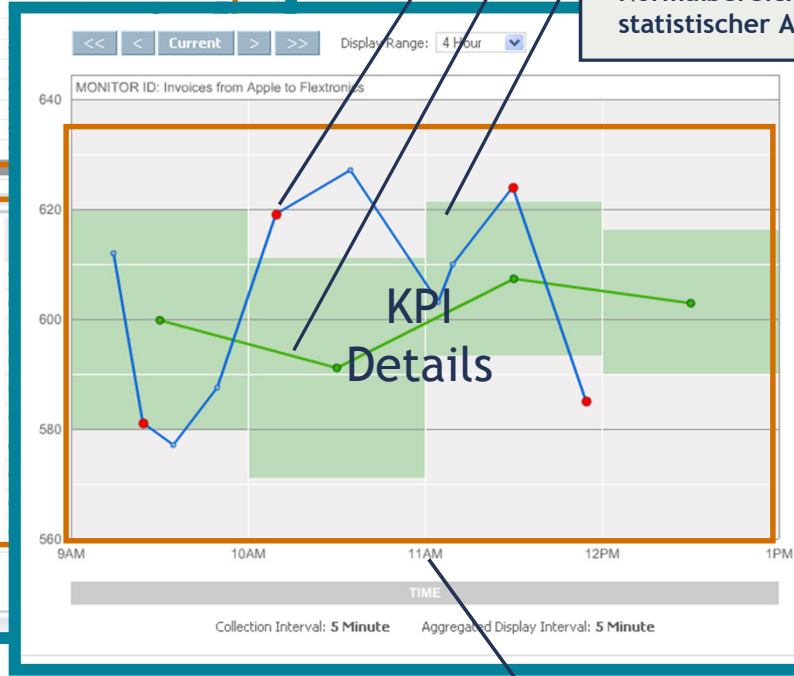 Normalbereich
statistischer A
<< < Current > >> Display Range: 4 Hour
MONITOR ID: Invoices from Apple to Flextronics
640
620
600
580
560
KPI
Details
9AM 10AM 11AM 12PM 1PM
TIME
Collection Interval: 5 Minute Aggregated Display Interval: 5 Minute